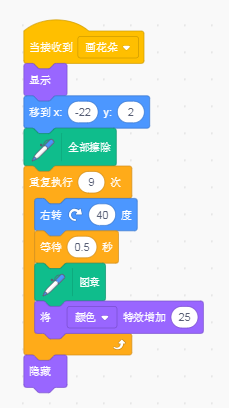 当接收到 画花朵
显示
移到 x: -22 y: 2
全部擦除
重复执行 9 次
右转 40 度
等待 0.5 秒
图章
将 颜色 特效增加 25
隐藏